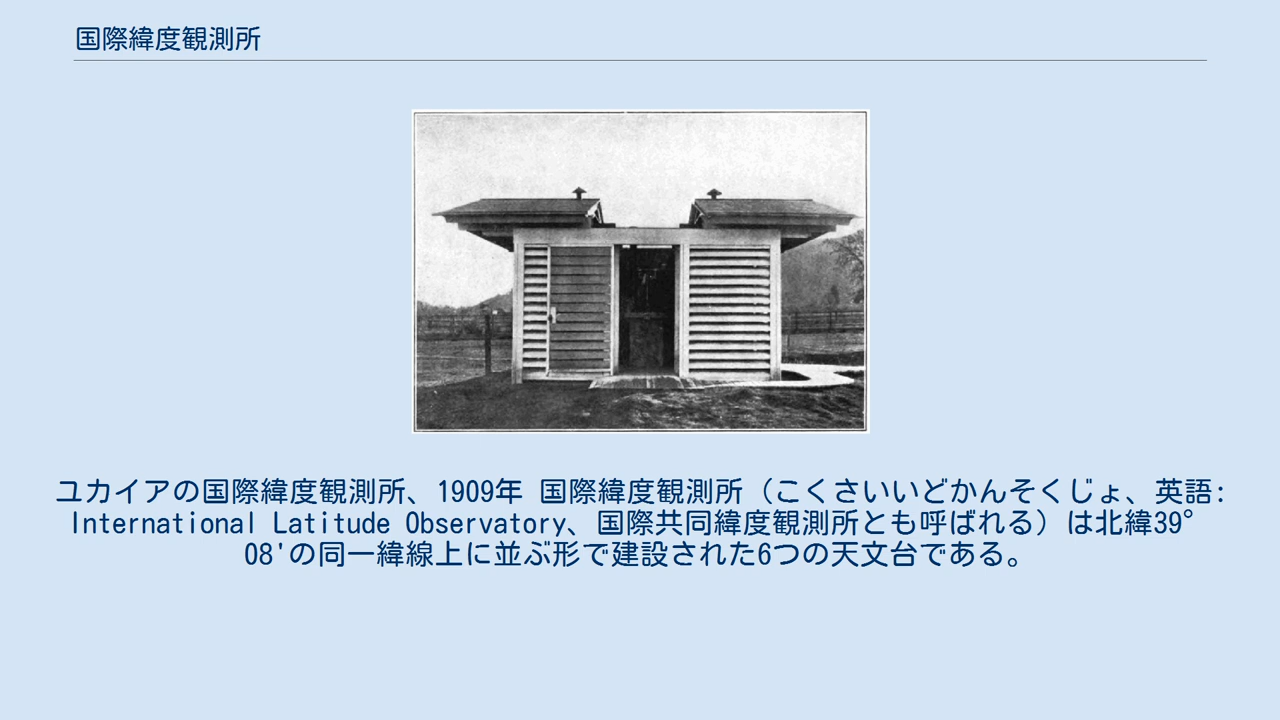 国際緯度観測所
ユカイアの国際緯度観測所、1909年 国際緯度観測所（こくさいいどかんそくじょ、英語:
International Latitude Observatory、国際共同緯度観測所とも呼ばれる）は北緯39°
08'の同一緯線上に並ぶ形で建設された6つの天文台である。